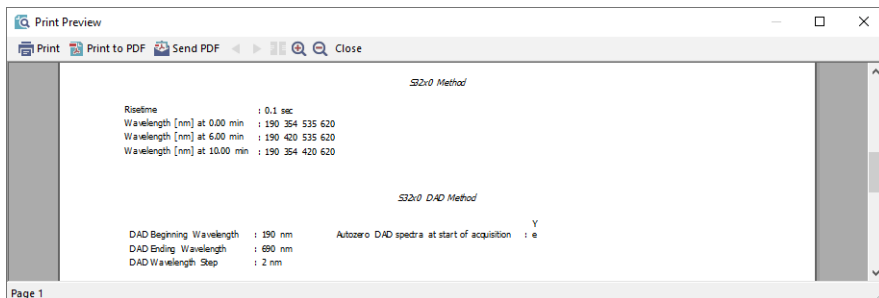 Print Preview
Print Print to PDF Send PDF Close
S32x0 Method
Risetime : 0.1 sec
Wavelength [nm] at 0.00 min : 190 354 535 620
Wavelength [nm] at 6.00 min : 190 420 535 620
Wavelength [nm] at 10.00 min : 190 354 420 620
S32x0 DAD Method
Y
DAD Beginning Wavelength : 190 nm Autozero DAD spectra at start of acquisition : e
DAD Ending Wavelength : 690 nm
DAD Wavelength Step : 2 nm
Page 1